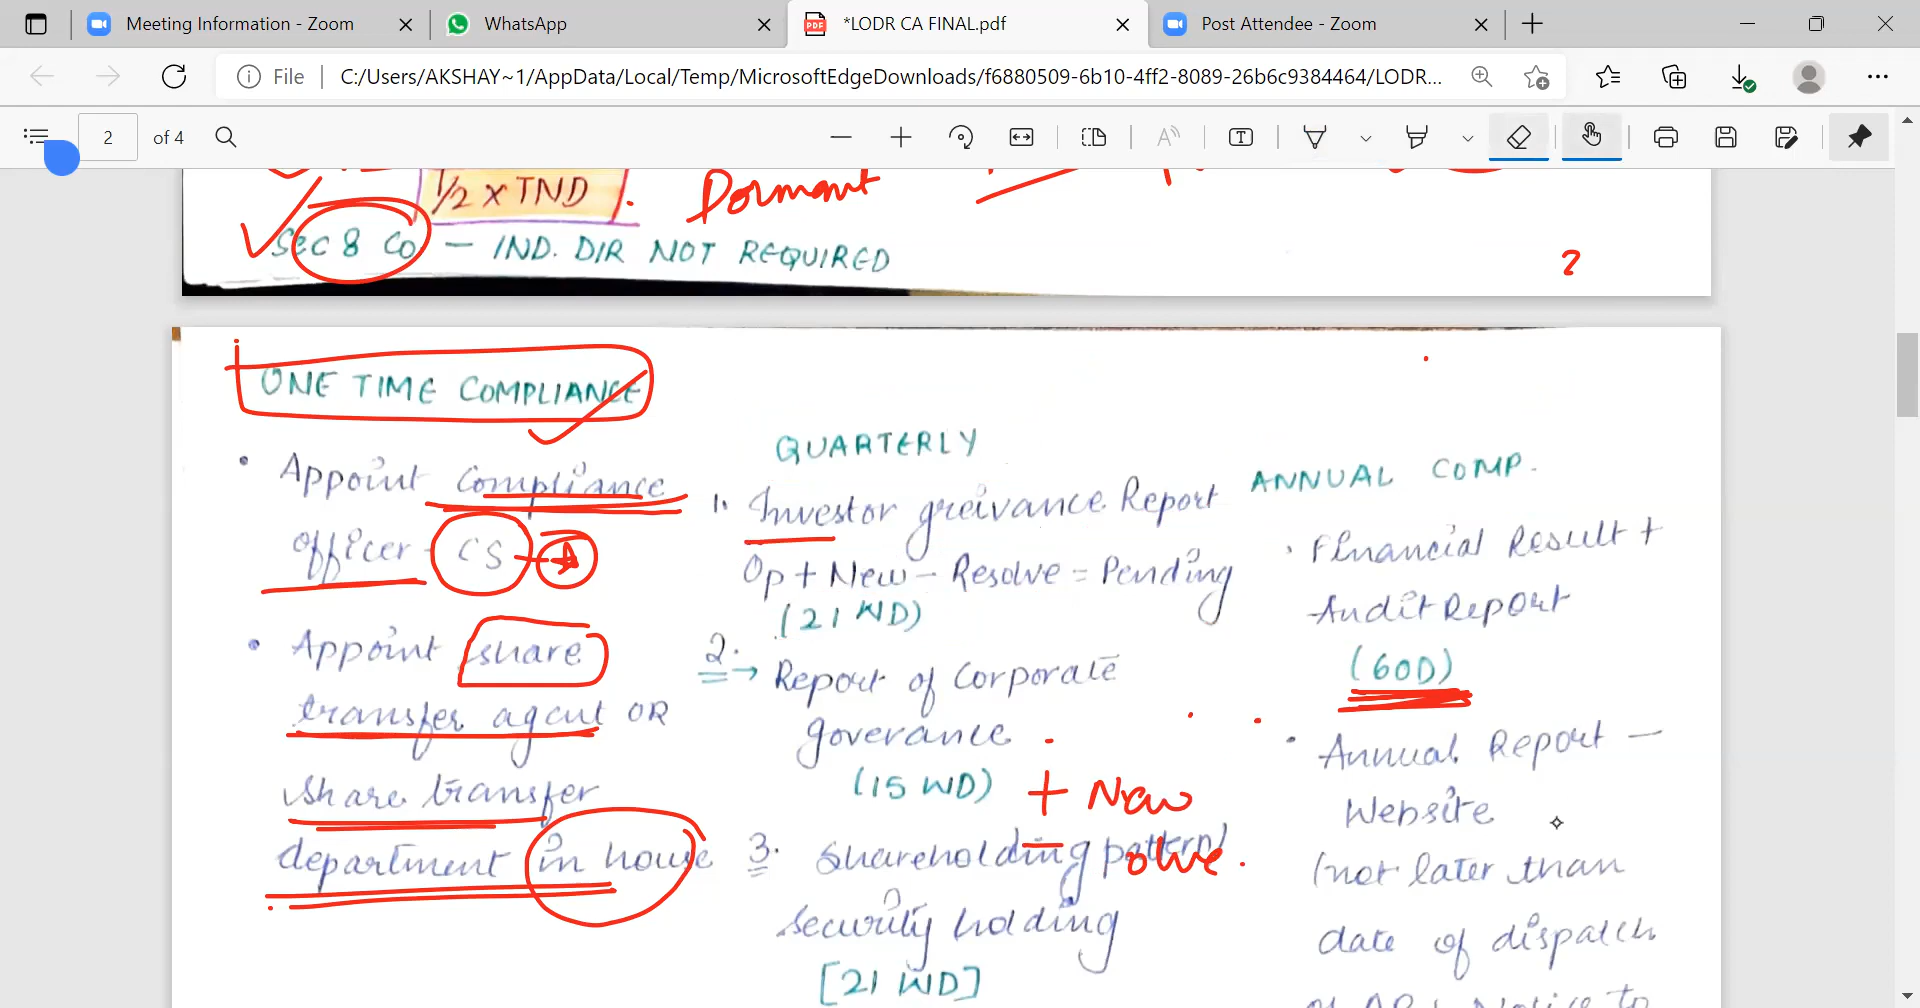 Meeting Information - Zoom
WhatsApp
*LODR CA FINAL.pdf
Post Attendee - Zoom
File
C:/Users/AKSHAY~1/AppData/Local/Temp/MicrosoftEdgeDownloads/f6880509-6b10-4ff2-8089-26b6c9384464/LODR...
2 of 4
1/2 x TND
Dormant
Sec 8 Co - IND. DIR NOT REQUIRED
?
ONE TIME COMPLIANCE
• Appoint Compliance
officer - CS
• Appoint share
transfer agent OR
share transfer
department in house
QUARTERLY
1. Investor greivance Report
Op + New - Resolve = Pending
(21 WD)
2. → Report of Corporate
goverance
(15 WD)
+ New
3. Shareholding pattern/
olve.
security holding
[21 WD]
ANNUAL COMP.
• Financial Result +
Audit Report
(60D)
• Annual Report -
Website
(not later than
date of dispatch